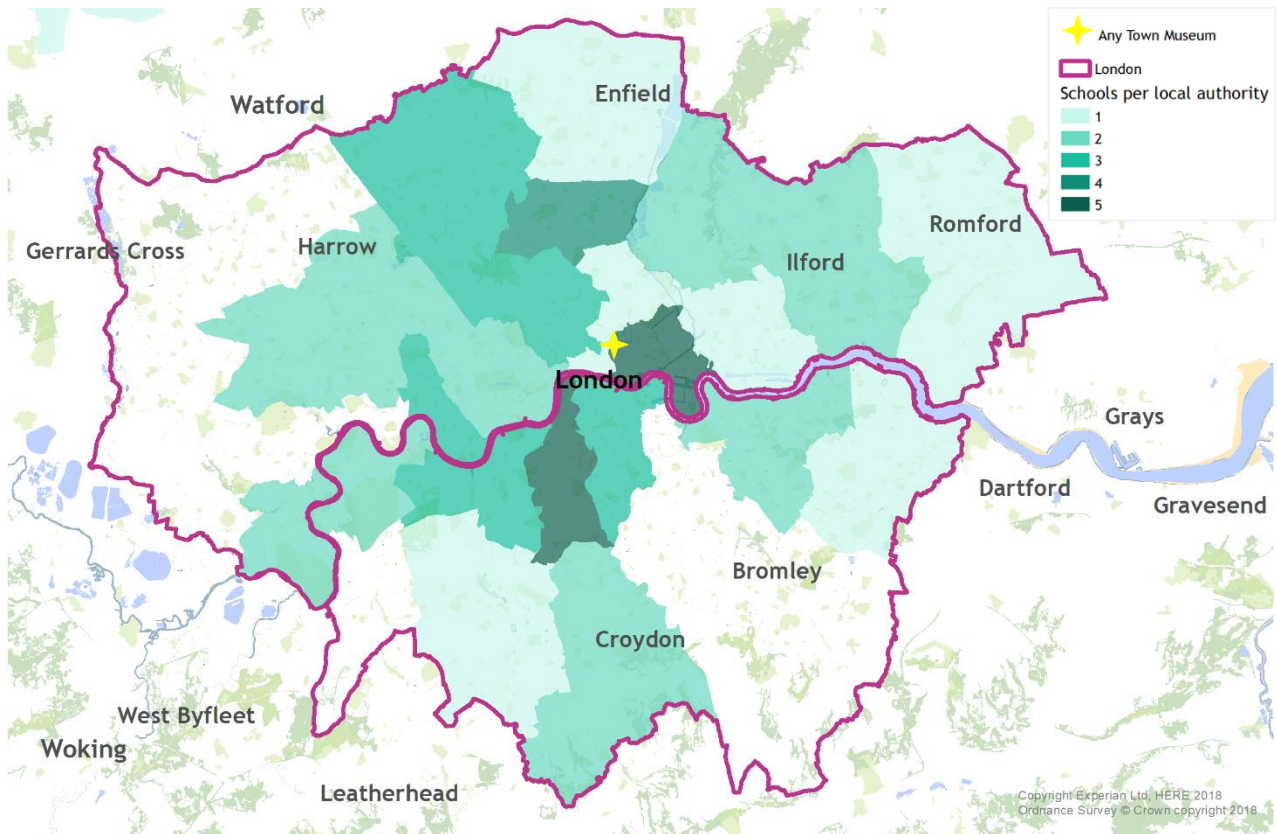 Any Town Museum
London
Schools per local authority
1
2
3
4
5
Enfield
Watford
Romford
Harrow
Gerrards Cross
Ilford
London
Grays
Dartford
Gravesend
Bromley
Croydon
West Byfleet
Woking
Leatherhead
Copyright Experian Ltd, HERE 2018
Ordnance Survey © Crown copyright 2018